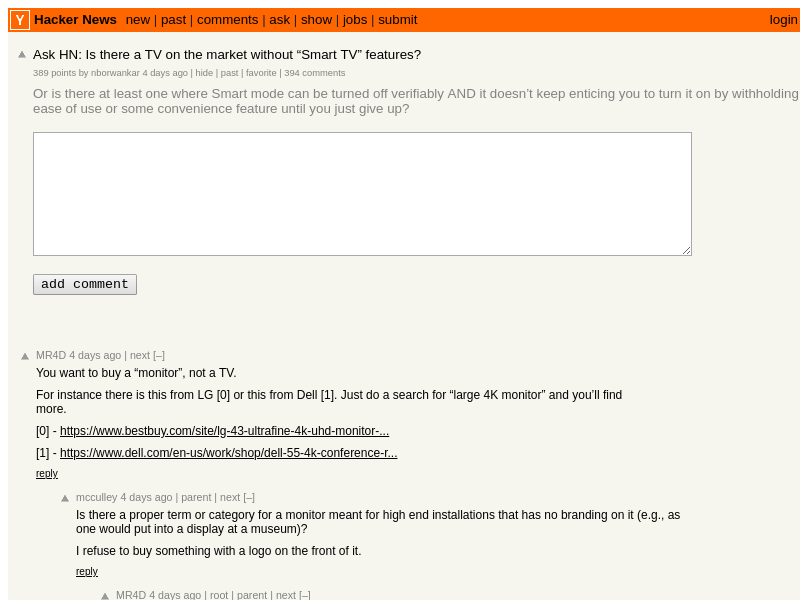 Y Hacker News new | past | comments | ask | show | jobs | submit login
Ask HN: Is there a TV on the market without “Smart TV” features?
389 points by nborwankar 4 days ago | hide | past | favorite | 394 comments
Or is there at least one where Smart mode can be turned off verifiably AND it doesn’t keep enticing you to turn it on by withholding
ease of use or some convenience feature until you just give up?
add comment
MR4D 4 days ago | next [–]
You want to buy a “monitor”, not a TV.
For instance there is this from LG [0] or this from Dell [1]. Just do a search for “large 4K monitor” and you’ll find
more.
[0] - https://www.bestbuy.com/site/lg-43-ultrafine-4k-uhd-monitor-...
[1] - https://www.dell.com/en-us/work/shop/dell-55-4k-conference-r...
reply
mcculley 4 days ago | parent | next [–]
Is there a proper term or category for a monitor meant for high end installations that has no branding on it (e.g., as
one would put into a display at a museum)?
I refuse to buy something with a logo on the front of it.
reply
MR4D 4 days ago | root | parent | next [–]